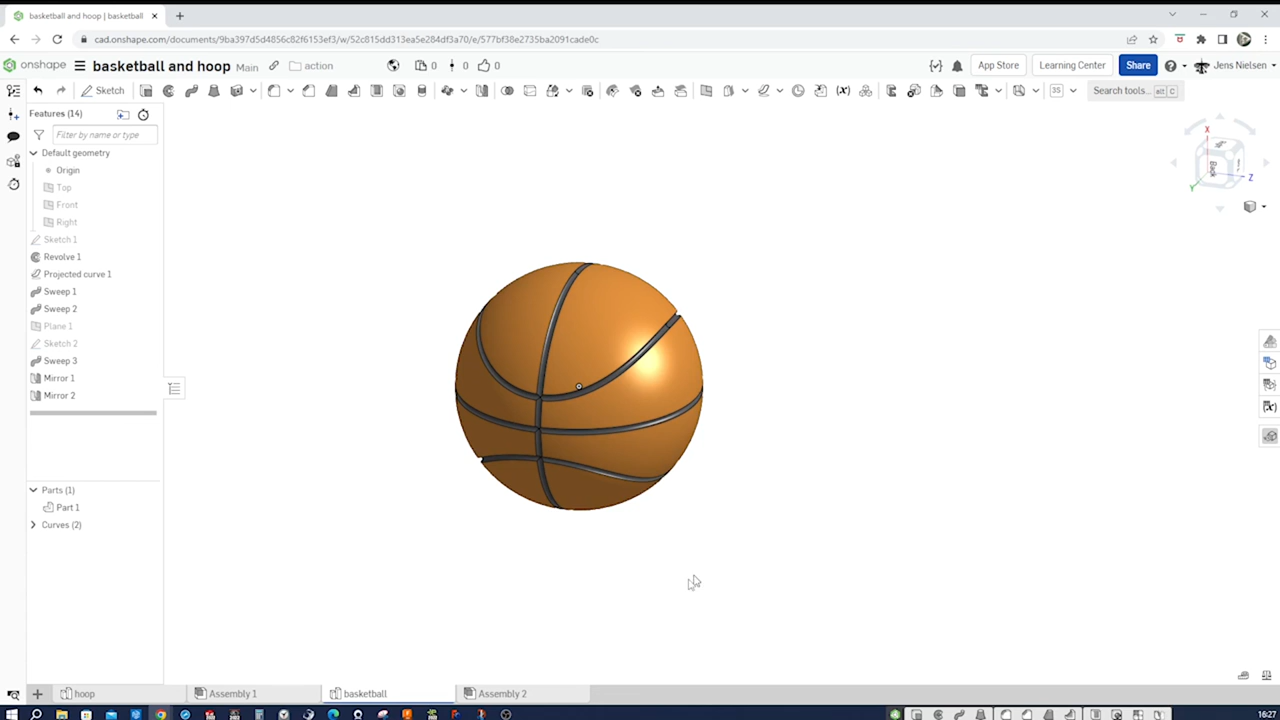 basketball and hoop | basketball
cad.onshape.com/documents/9ba397d5d4856c82f6153ef3/w/52c815dd313ea5e284df3a70/e/577bf38e2735ba2091cade0c
onshape
basketball and hoop Main
action
0
0
0
App Store
Learning Center
Share
Jens Nielsen
Sketch
Search tools...
alt C
Features (14)
Filter by name or type
Default geometry
Origin
Top
Front
Right
Sketch 1
Revolve 1
Projected curve 1
Sweep 1
Sweep 2
Plane 1
Sketch 2
Sweep 3
Mirror 1
Mirror 2
Parts (1)
Part 1
Curves (2)
X
Back
Z
Y
hoop
Assembly 1
basketball
Assembly 2
16:27